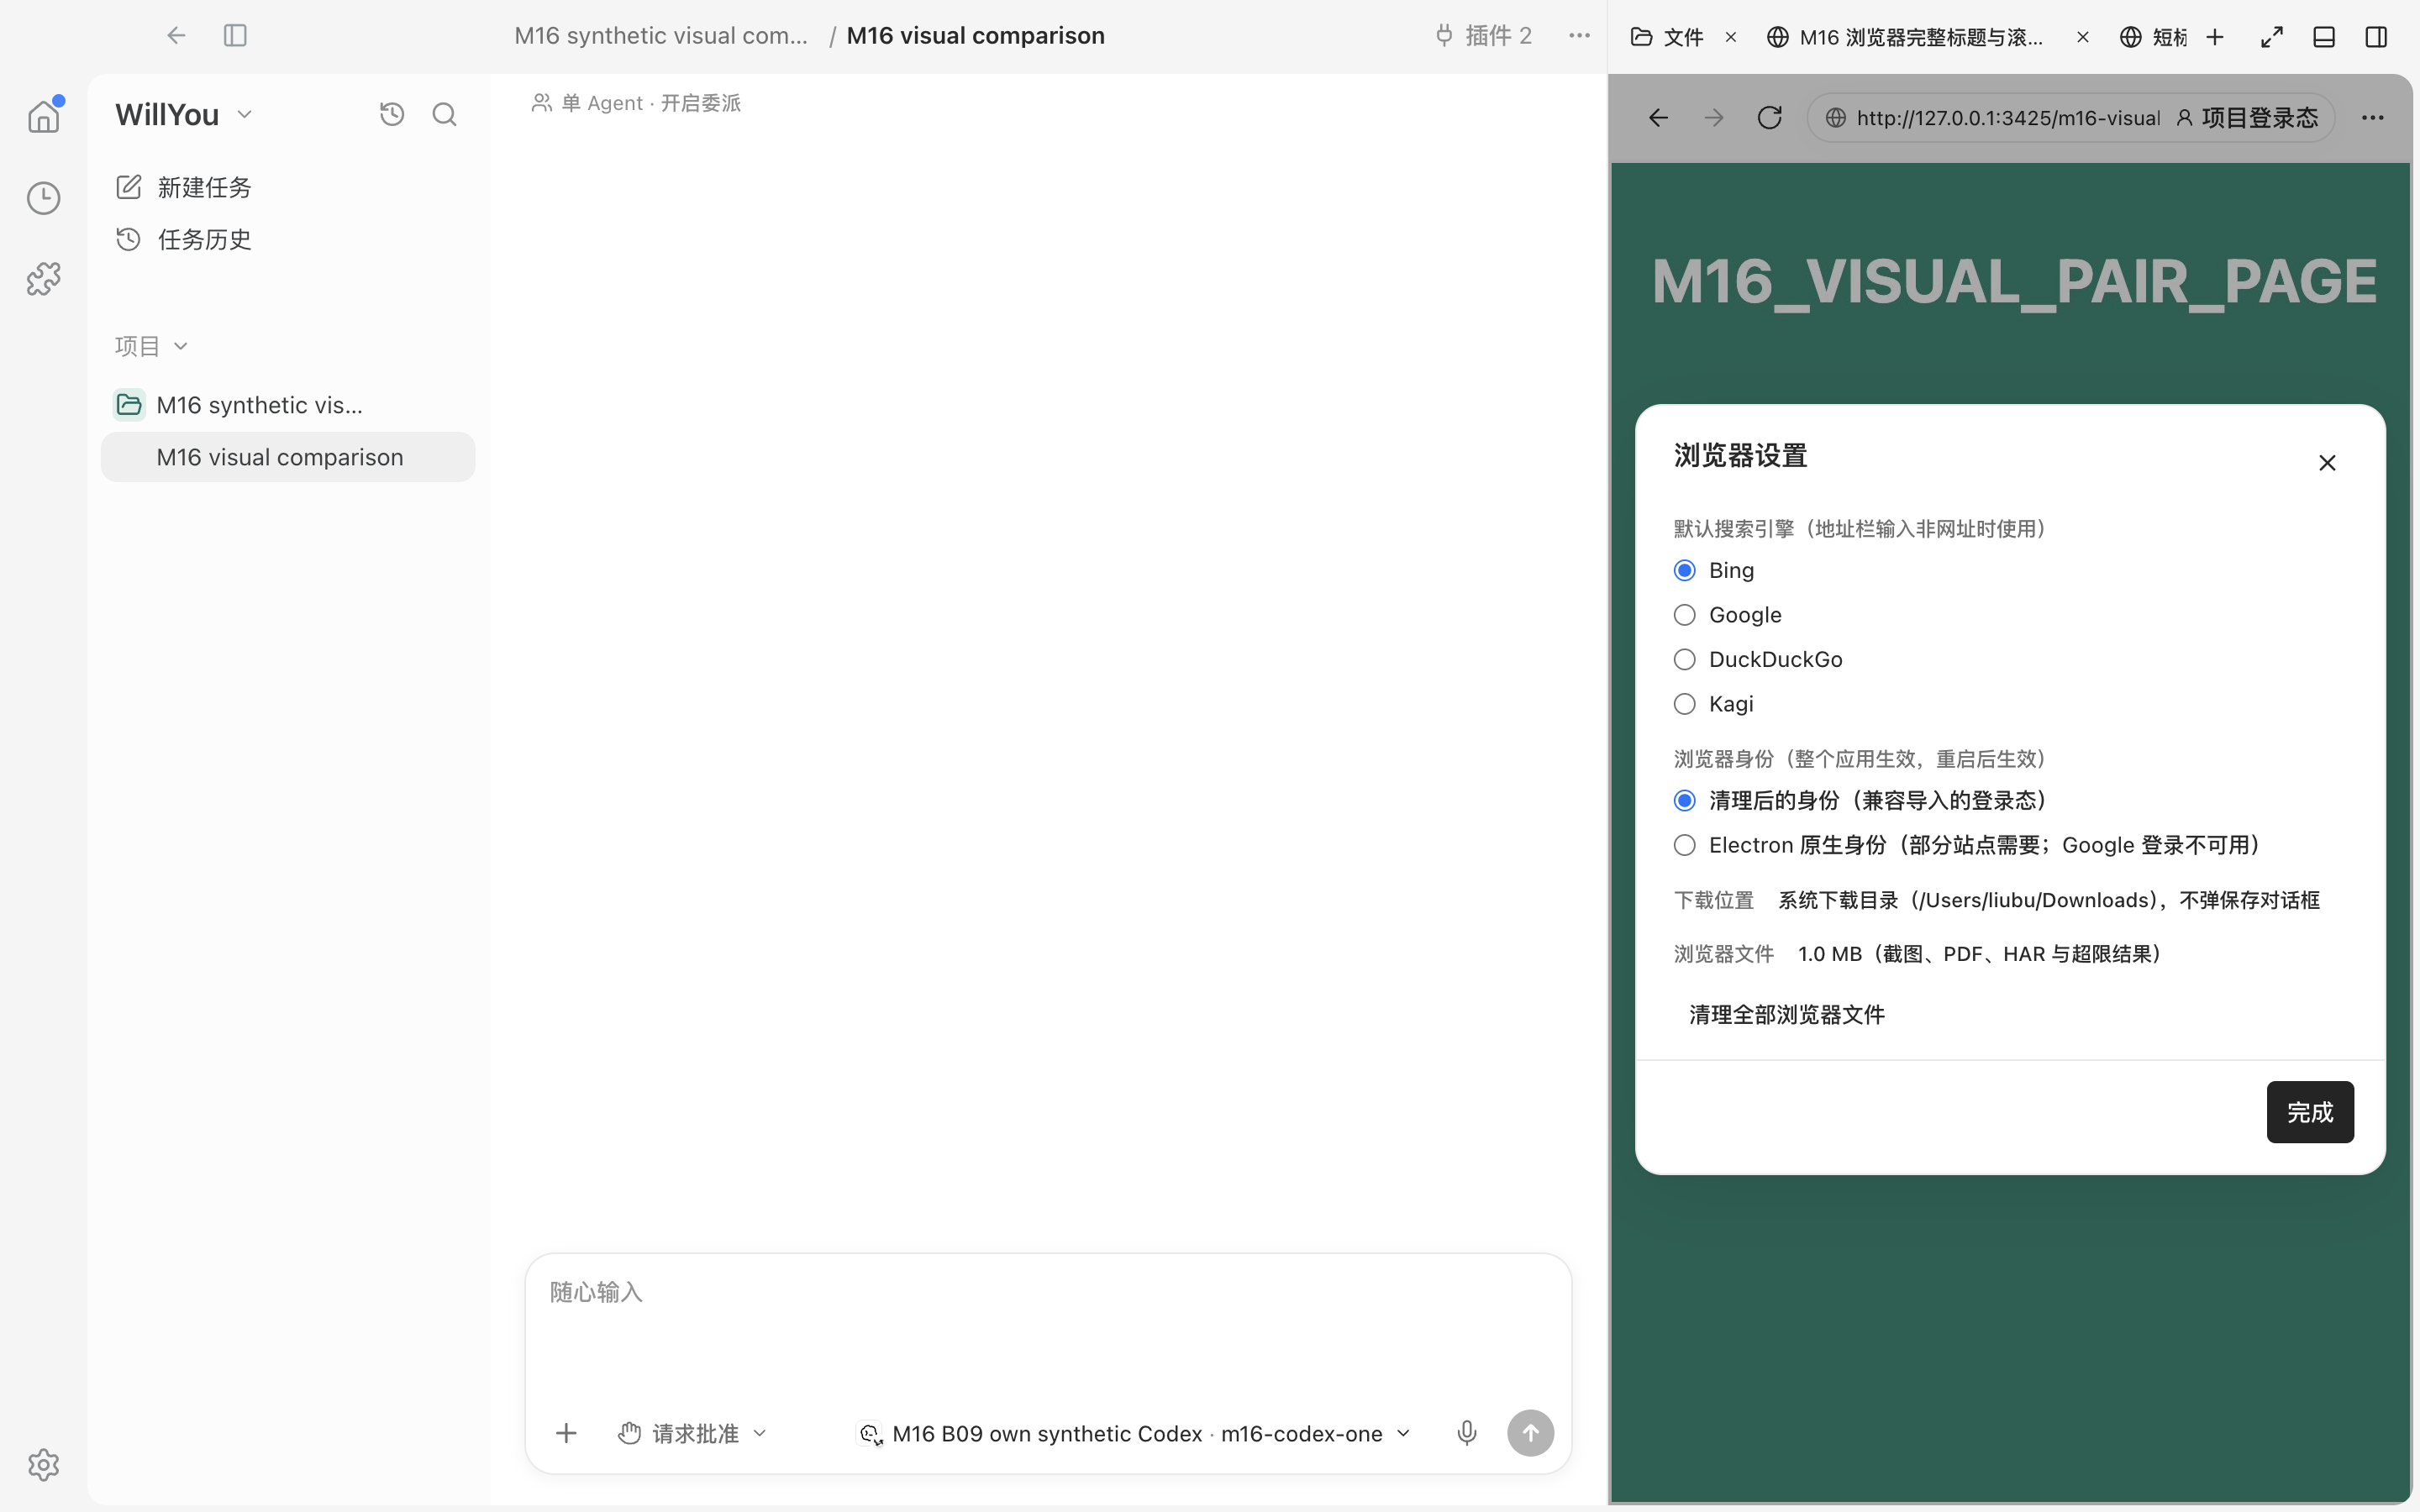 M16 synthetic visual com... / M16 visual comparison
插件 2
文件
M16 浏览器完整标题与滚...
短标
WillYou
新建任务
任务历史
项目
M16 synthetic vis...
M16 visual comparison
单 Agent · 开启委派
随心输入
请求批准
M16 B09 own synthetic Codex · m16-codex-one
http://127.0.0.1:3425/m16-visual
项目登录态
M16_VISUAL_PAIR_PAGE
浏览器设置
默认搜索引擎（地址栏输入非网址时使用）
Bing
Google
DuckDuckGo
Kagi
浏览器身份（整个应用生效，重启后生效）
清理后的身份（兼容导入的登录态）
Electron 原生身份（部分站点需要；Google 登录不可用）
下载位置 系统下载目录（/Users/liubu/Downloads），不弹保存对话框
浏览器文件 1.0 MB（截图、PDF、HAR 与超限结果）
清理全部浏览器文件
完成